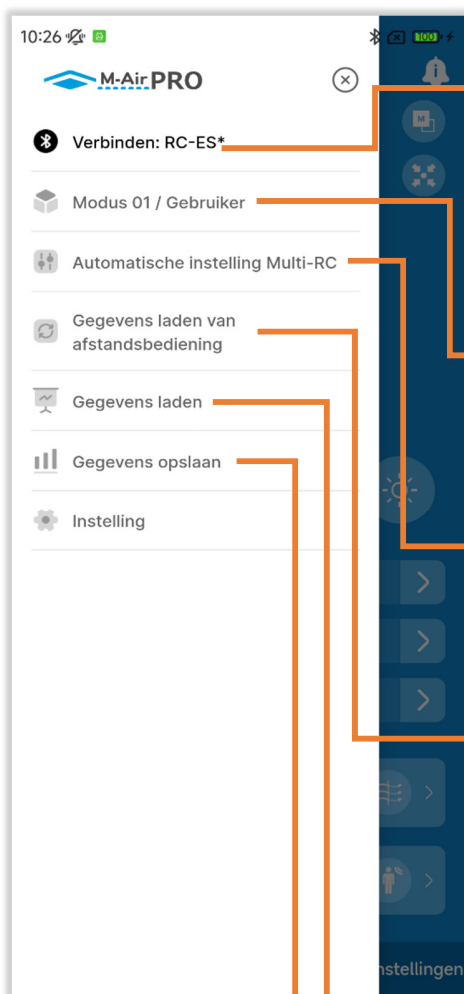 10:26
100
M-Air PRO
Verbinden: RC-ES*
M
Modus 01 / Gebruiker
Automatische instelling Multi-RC
Gegevens laden van
afstandsbediening
Gegevens laden
Gegevens opslaan
Instelling
nstellingen